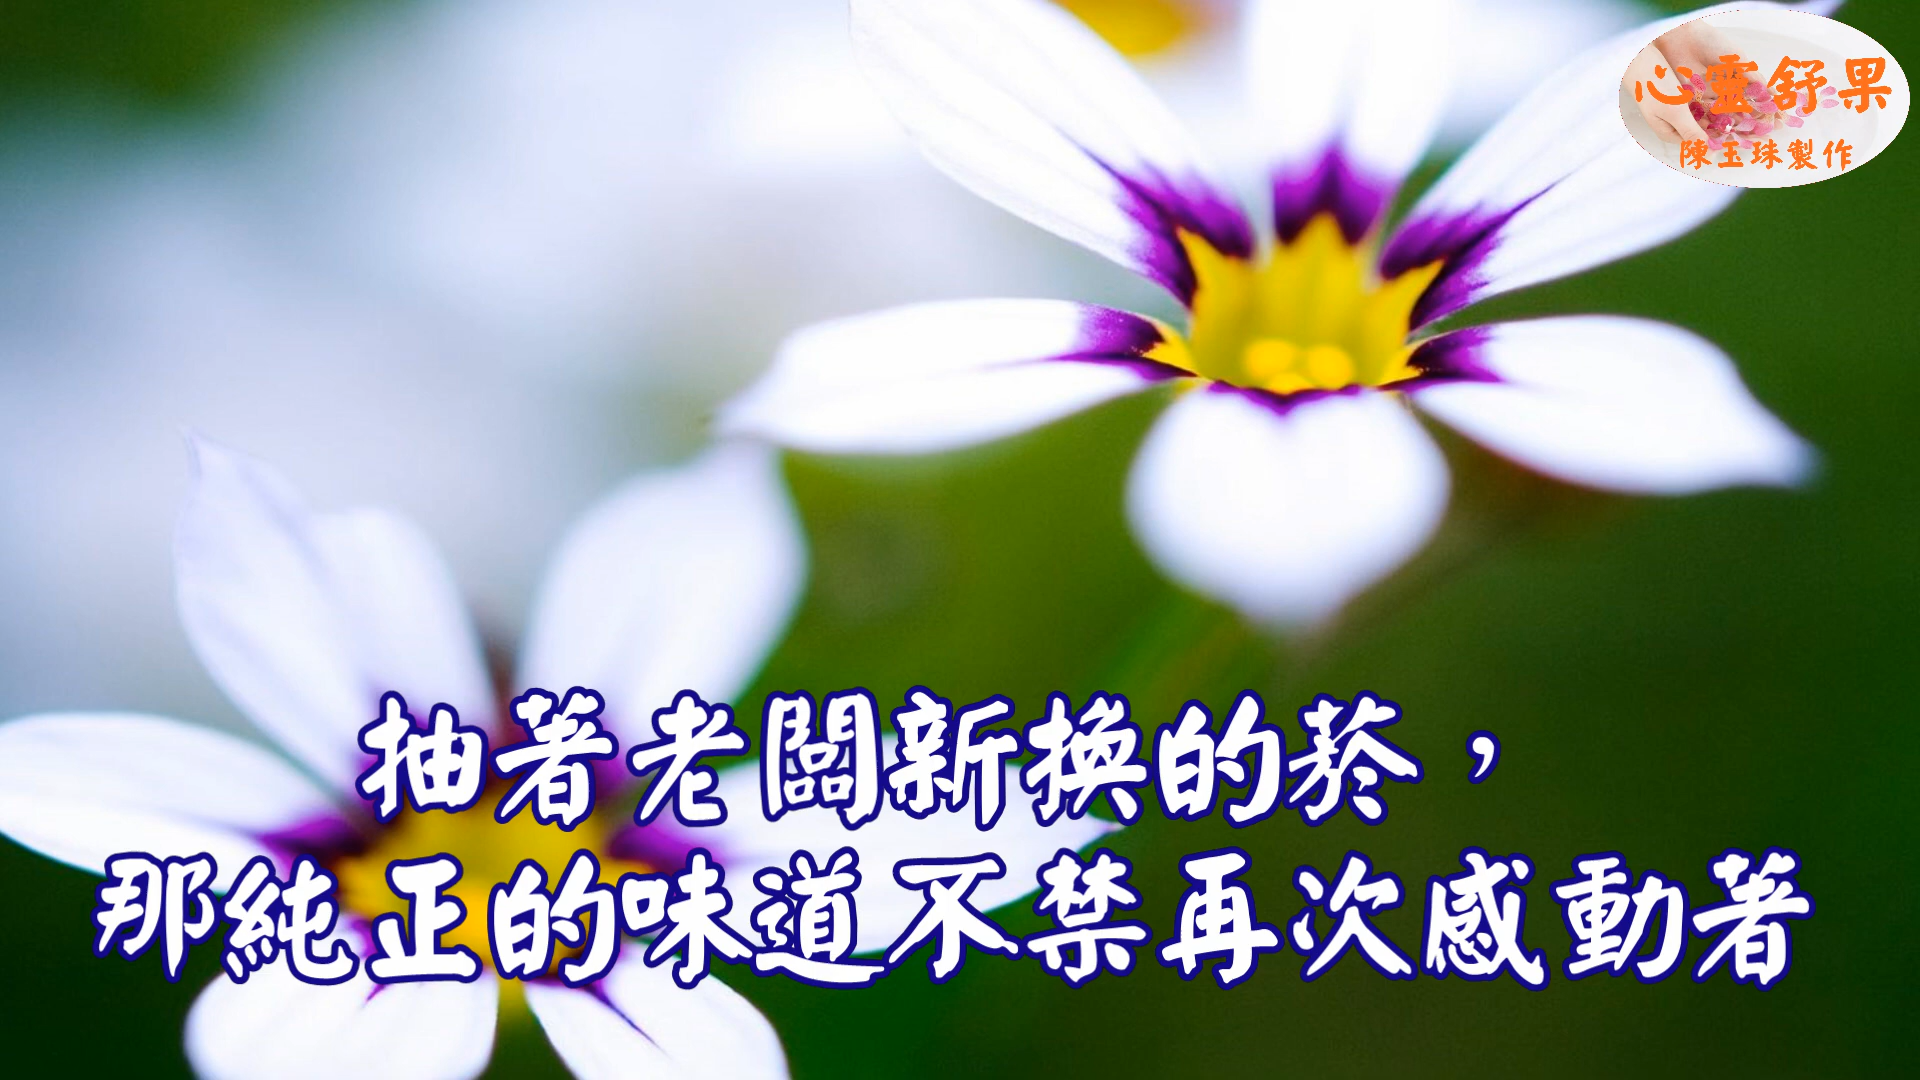 心靈舒果
陳玉珠製作
抽著老闆新換的菸，
那純正的味道不禁再次感動著